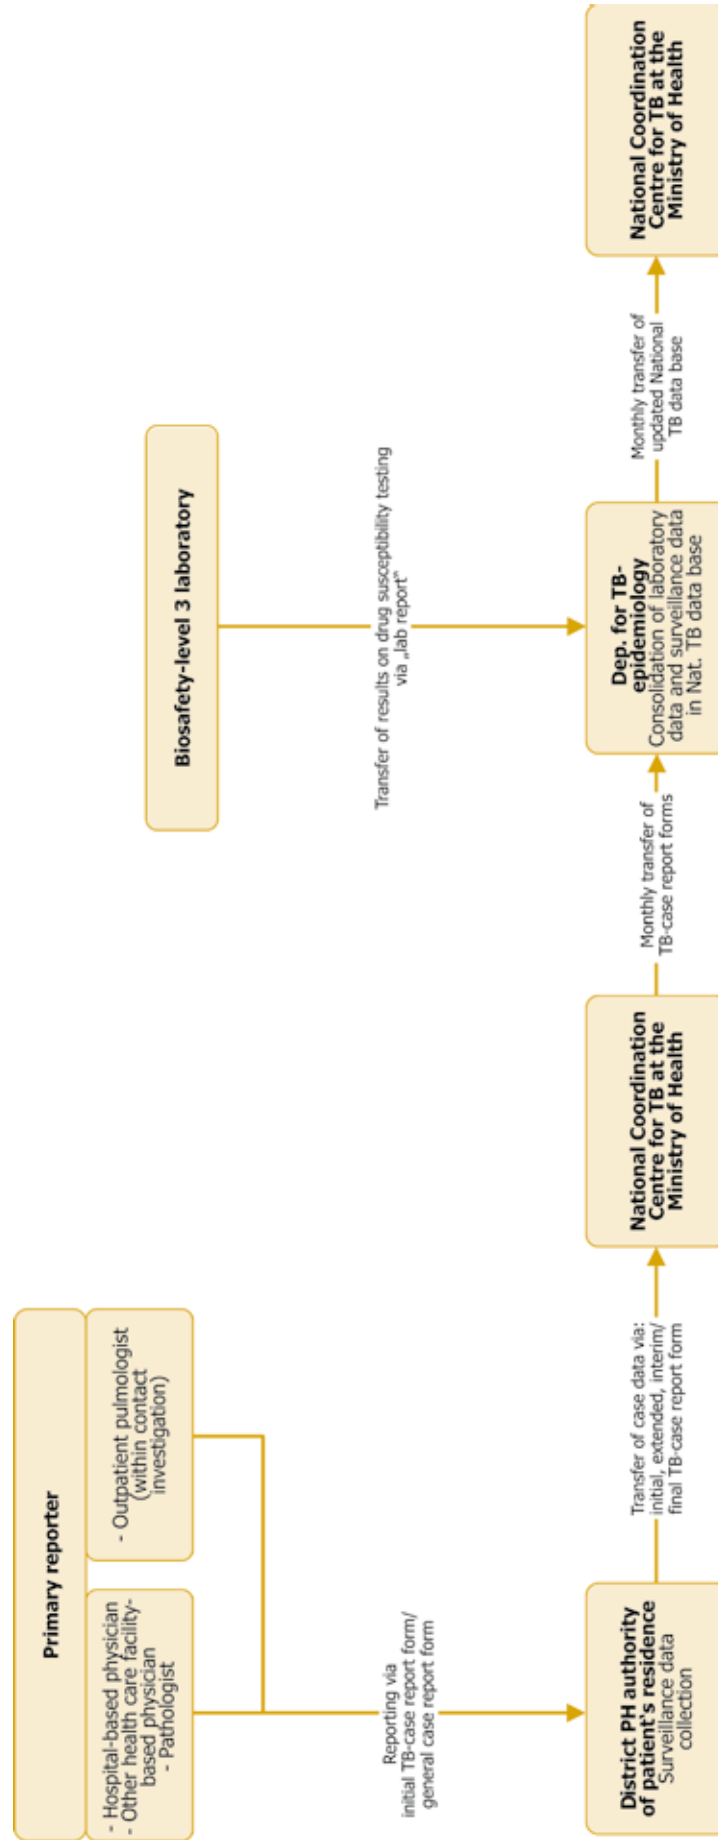 Primary reporter
- Hospital-based physician
- Other health care facility-
based physician
- Pathologist
- Outpatient pulmologist
(within contact
investigation)
Biosafety-level 3 laboratory
Reporting via
initial TB-case report form/
general case report form
Transfer of results on drug susceptibility testing
via „lab report“
District PH authority
of patient‘s residence
Surveillance data
collection
Transfer of case data via:
initial, extended, interim/
final TB-case report form
National Coordination
Centre for TB at the
Ministry of Health
Monthly transfer of
TB-case report forms
Dep. for TB-
epidemiology
Consolidation of laboratory
data and surveillance data
in Nat. TB data base
Monthly transfer of
updated National
TB data base
National Coordination
Centre for TB at the
Ministry of Health